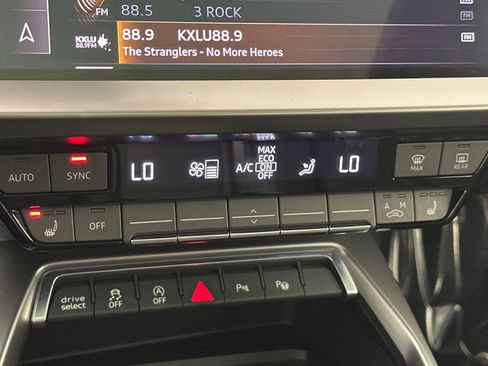 FM
88.5 3 ROCK
KXLU
88.9FM
88.9 KXLU88.9 FM
The Stranglers - No More Heroes
AUTO
SYNC
LO
A/C
MAX
ECO
ON
OFF
LO
MAX
REAR
OFF
A M
drive
select
OFF
A
OFF
P
P